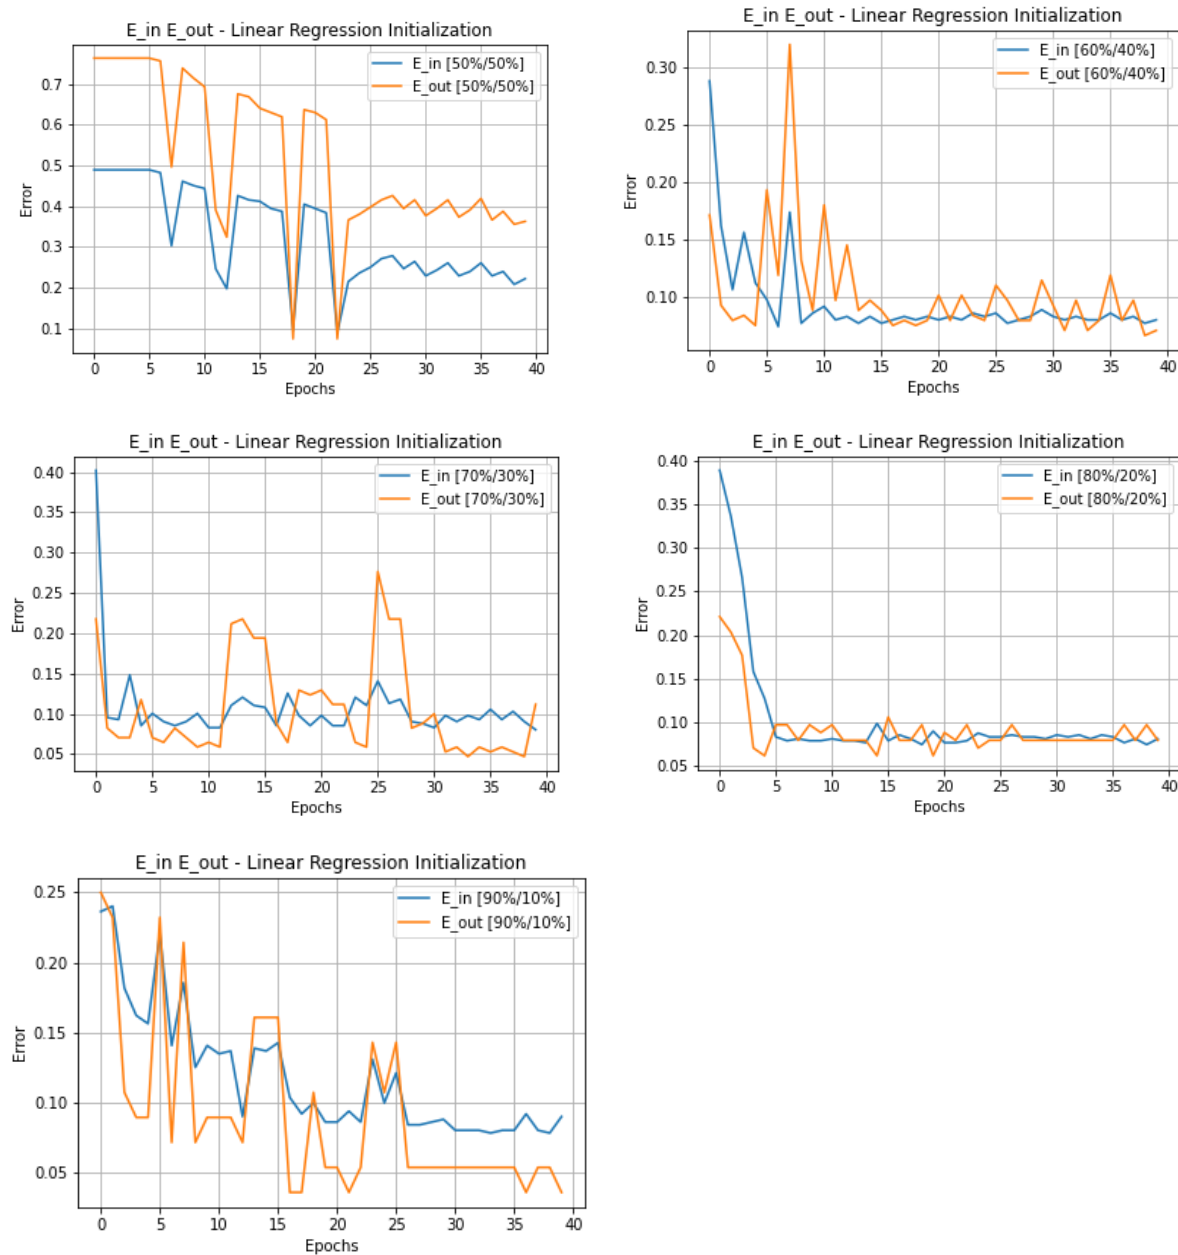 E_in E_out - Linear Regression Initialization
E_in [50%/50%]
E_out [50%/50%]
0.7
0.6
0.5
0.4
0.3
0.2
0.1
Error
0 5 10 15 20 25 30 35 40
Epochs
E_in E_out - Linear Regression Initialization
E_in [60%/40%]
E_out [60%/40%]
0.30
0.25
0.20
0.15
0.10
Error
0 5 10 15 20 25 30 35 40
Epochs
E_in E_out - Linear Regression Initialization
E_in [70%/30%]
E_out [70%/30%]
0.40
0.35
0.30
0.25
0.20
0.15
0.10
0.05
Error
0 5 10 15 20 25 30 35 40
Epochs
E_in E_out - Linear Regression Initialization
E_in [80%/20%]
E_out [80%/20%]
0.40
0.35
0.30
0.25
0.20
0.15
0.10
0.05
Error
0 5 10 15 20 25 30 35 40
Epochs
E_in E_out - Linear Regression Initialization
E_in [90%/10%]
E_out [90%/10%]
0.25
0.20
0.15
0.10
0.05
Error
0 5 10 15 20 25 30 35 40
Epochs